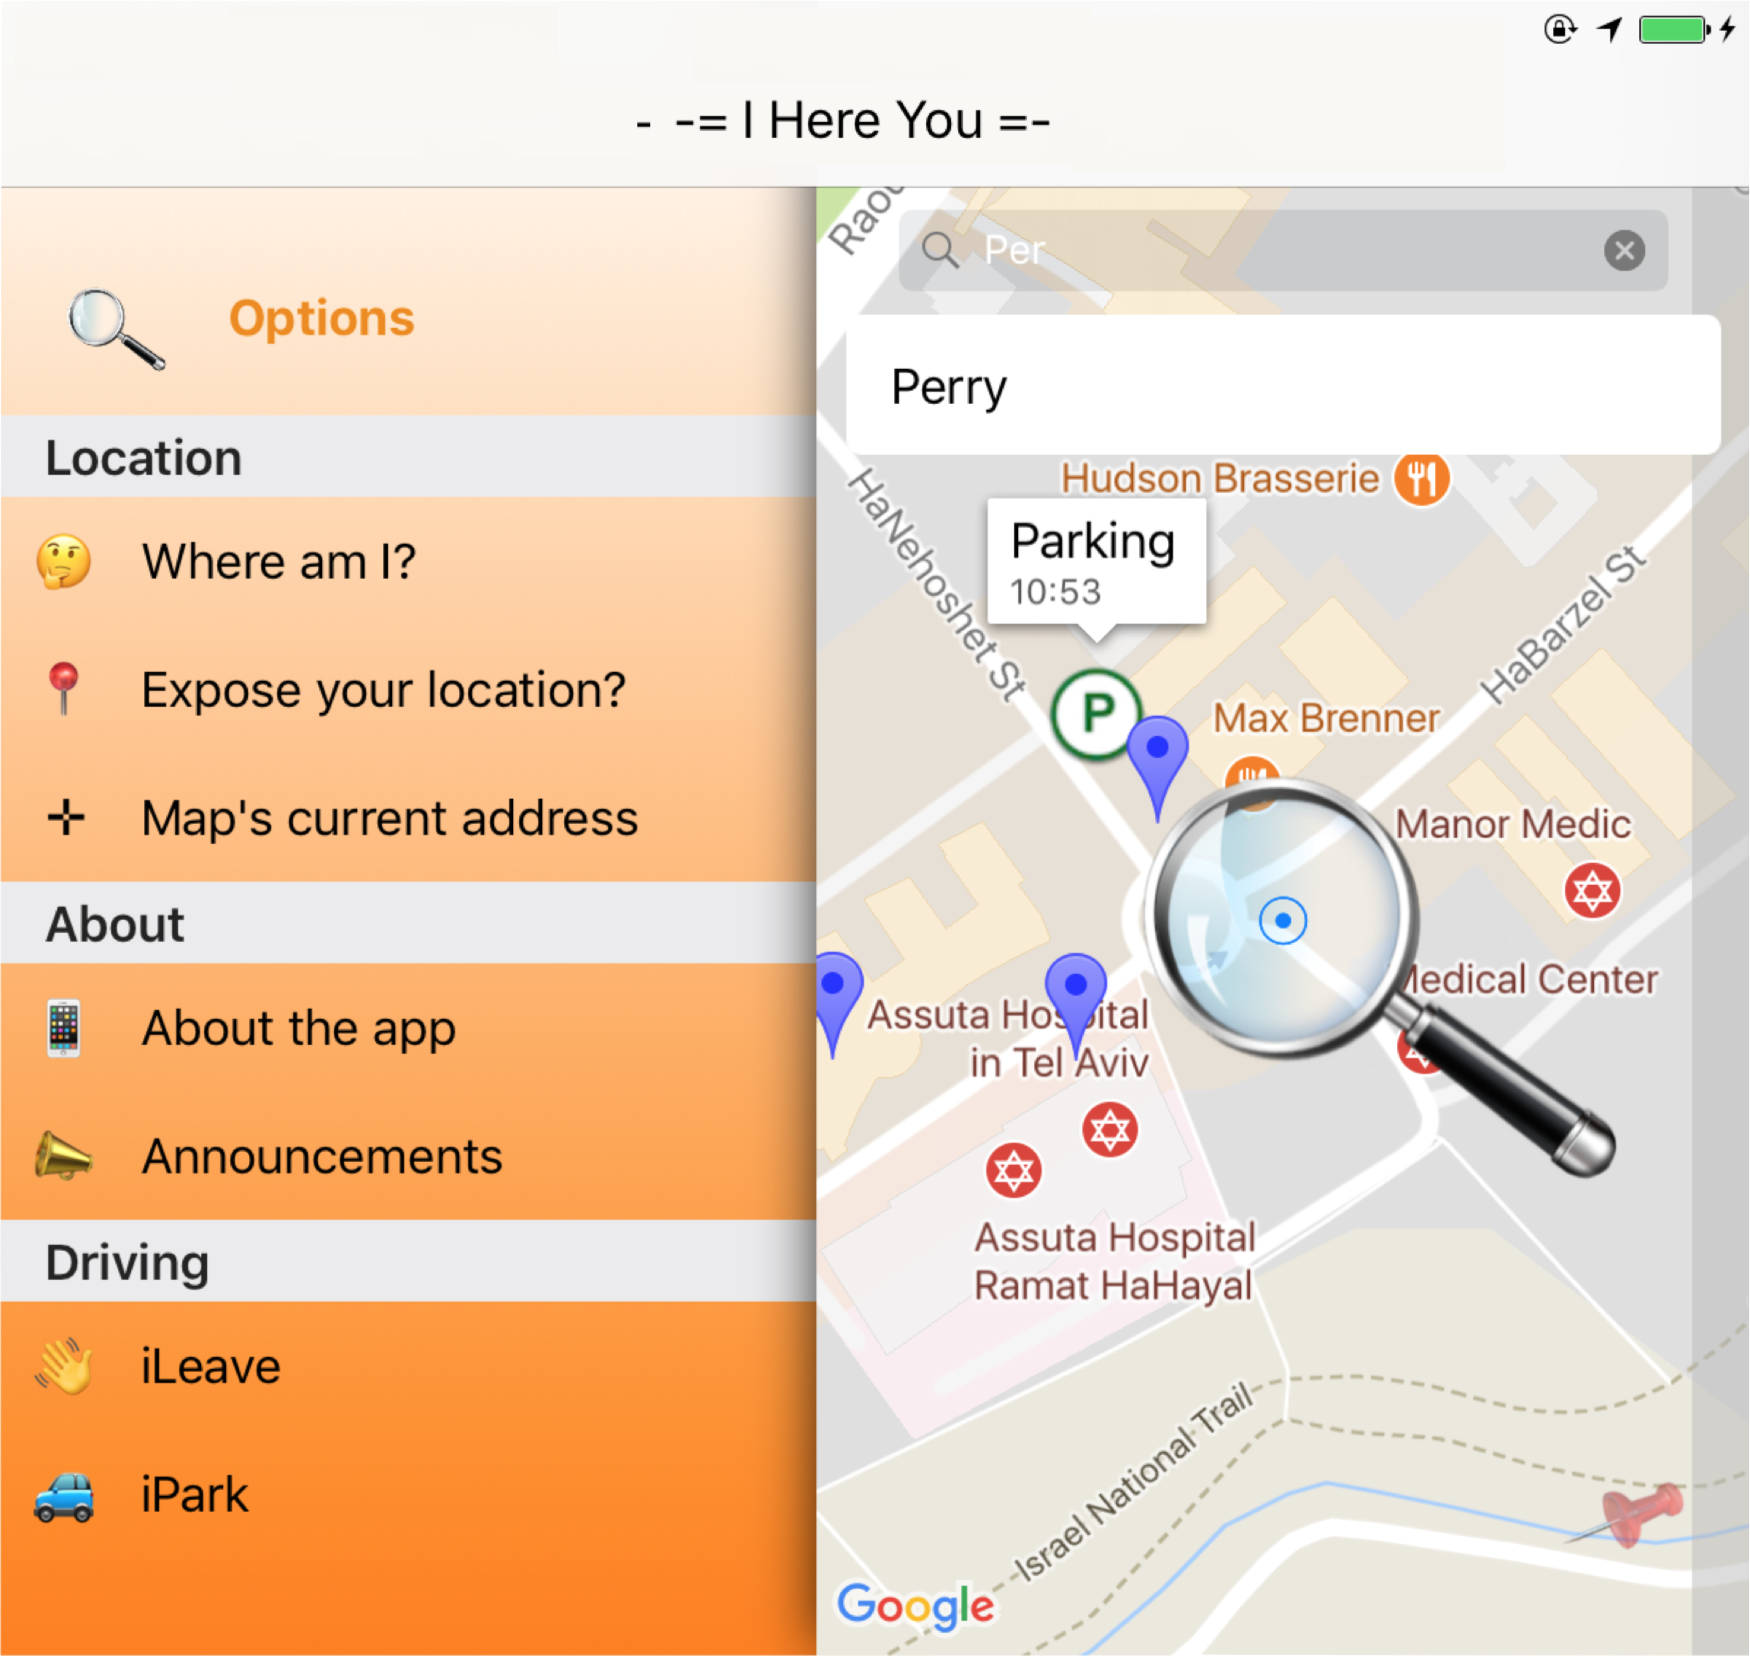 - -= I Here You =-
Options
Location
Where am I?
Expose your location?
Map's current address
About
About the app
Announcements
Driving
iLeave
iPark
Per
Perry
Hudson Brasserie
HaNehoshet St
Parking
10:53
P
HaBarzel St
Max Brenner
Manor Medic
Medical Center
Assuta Hospital
in Tel Aviv
Assuta Hospital
Ramat HaHayal
Israel National Trail
Google